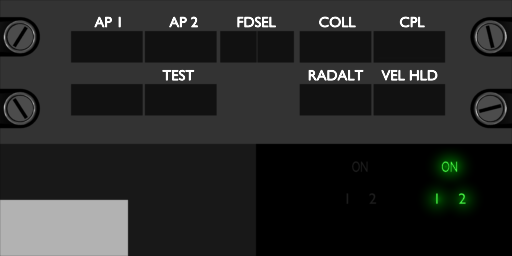 AP 1 AP 2 FDSEL COLL CPL
TEST RADALT VEL HLD
ON ON
1 2 1 2